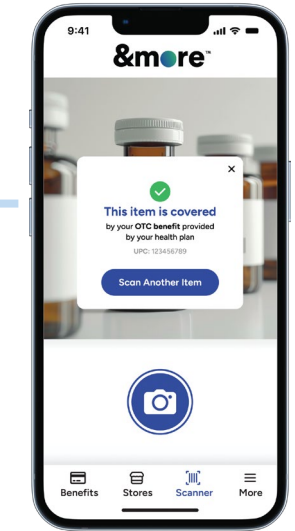 9:41
&more™
This item is covered
by your OTC benefit provided
by your health plan
UPC: 123456789
Scan Another Item
Benefits Stores Scanner More